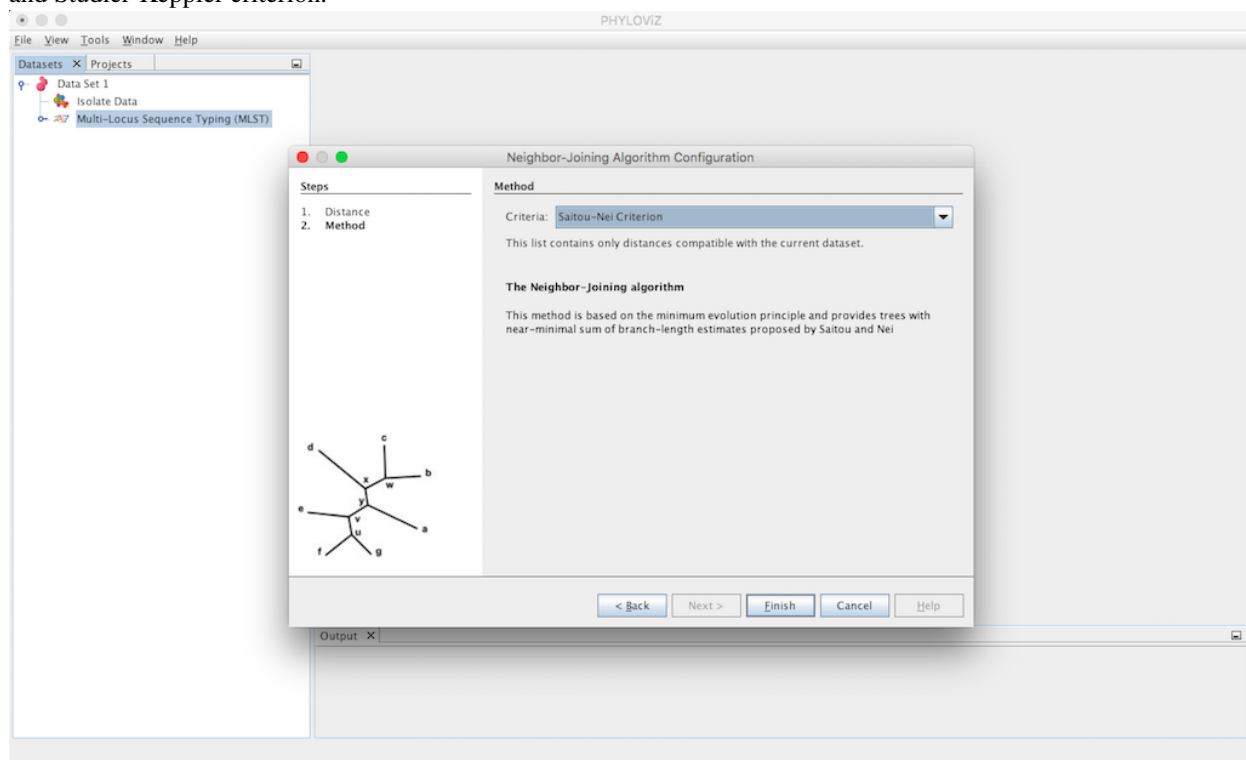 and Studier-Keppler criterion.
PHYLOViZ
File View Tools Window Help
Datasets × Projects
Data Set 1
Isolate Data
Multi-Locus Sequence Typing (MLST)
Neighbor-Joining Algorithm Configuration
Steps
1. Distance
2. Method
Method
Criteria: Saitou-Nei Criterion
This list contains only distances compatible with the current dataset.
The Neighbor-Joining algorithm
This method is based on the minimum evolution principle and provides trees with
near-minimal sum of branch-length estimates proposed by Saitou and Nei
c
d
b
x
w
y
e
v
a
u
f
g
< Back Next > Finish Cancel Help
Output ×